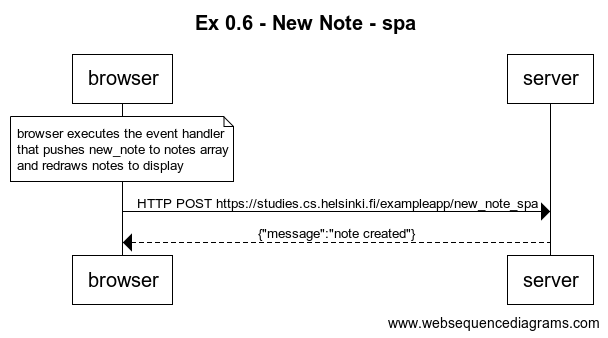 Ex 0.6 - New Note - spa
browser
server
browser executes the event handler
that pushes new_note to notes array
and redraws notes to display
HTTP POST https://studies.cs.helsinki.fi/exampleapp/new_note_spa
{"message":"note created"}
browser
server
www.websequencediagrams.com